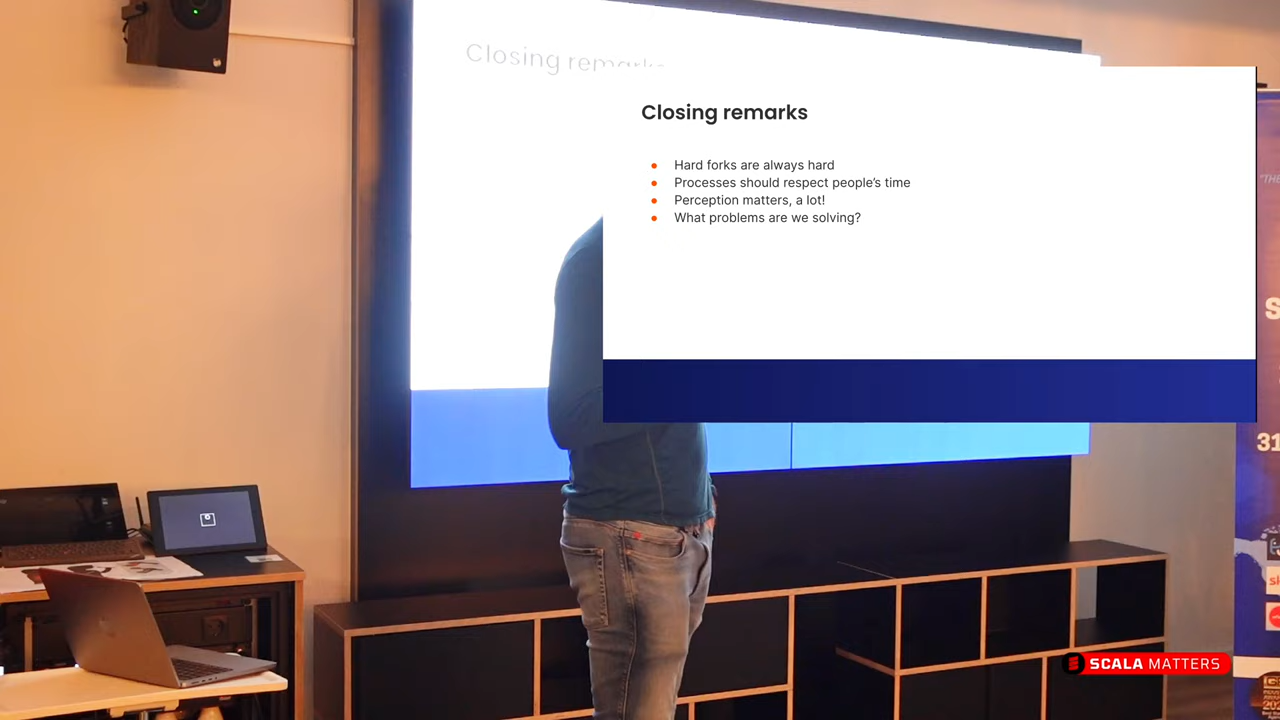 Closing remarks
Closing remarks
Hard forks are always hard
Processes should respect people’s time
Perception matters, a lot!
What problems are we solving?
31
SCALA MATTERS